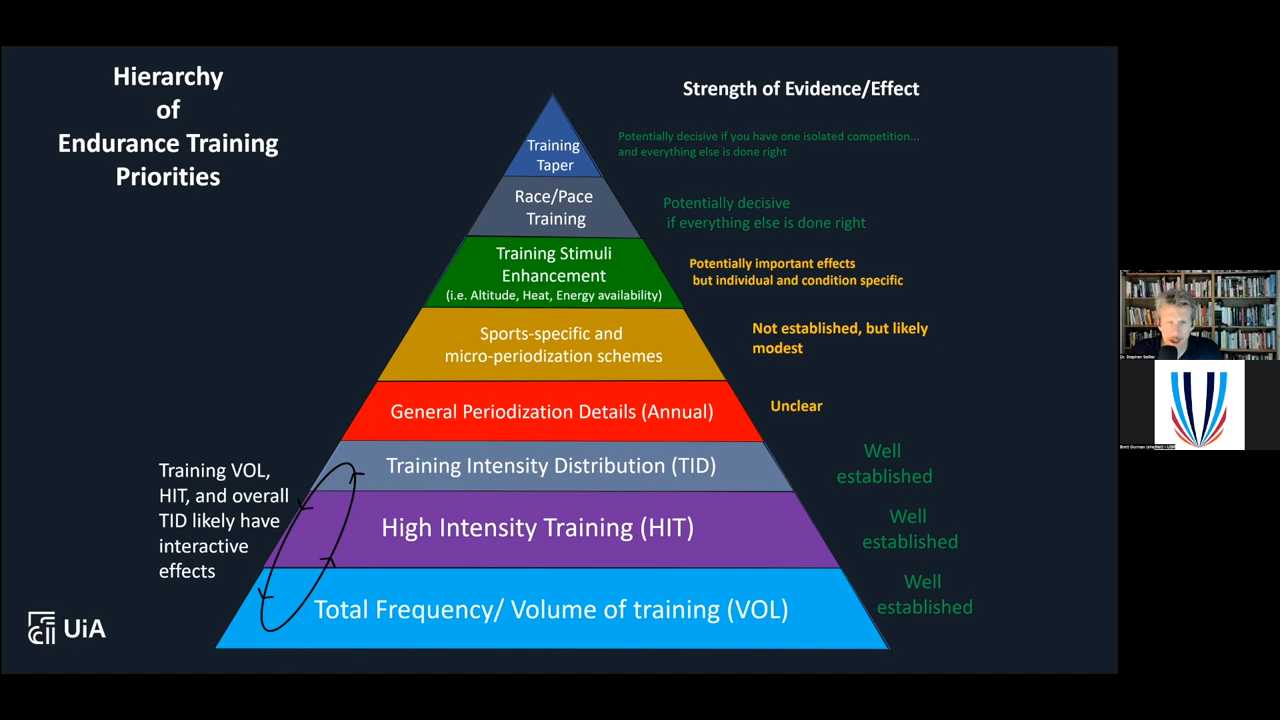 Hierarchy
of
Endurance Training
Priorities
Strength of Evidence/Effect
Training
Taper
Potentially decisive if you have one isolated competition...
and everything else is done right
Race/Pace
Training
Potentially decisive
if everything else is done right
Training Stimuli
Enhancement
(i.e. Altitude, Heat, Energy availability)
Potentially important effects
but individual and condition specific
Sports-specific and
micro-periodization schemes
Not established, but likely
modest
General Periodization Details (Annual)
Unclear
Training Intensity Distribution (TID)
Well
established
High Intensity Training (HIT)
Well
established
Total Frequency/ Volume of training (VOL)
Well
established
Training VOL,
HIT, and overall
TID likely have
interactive
effects
UiA
Dr. Stephen Seiler
Brett Gorman